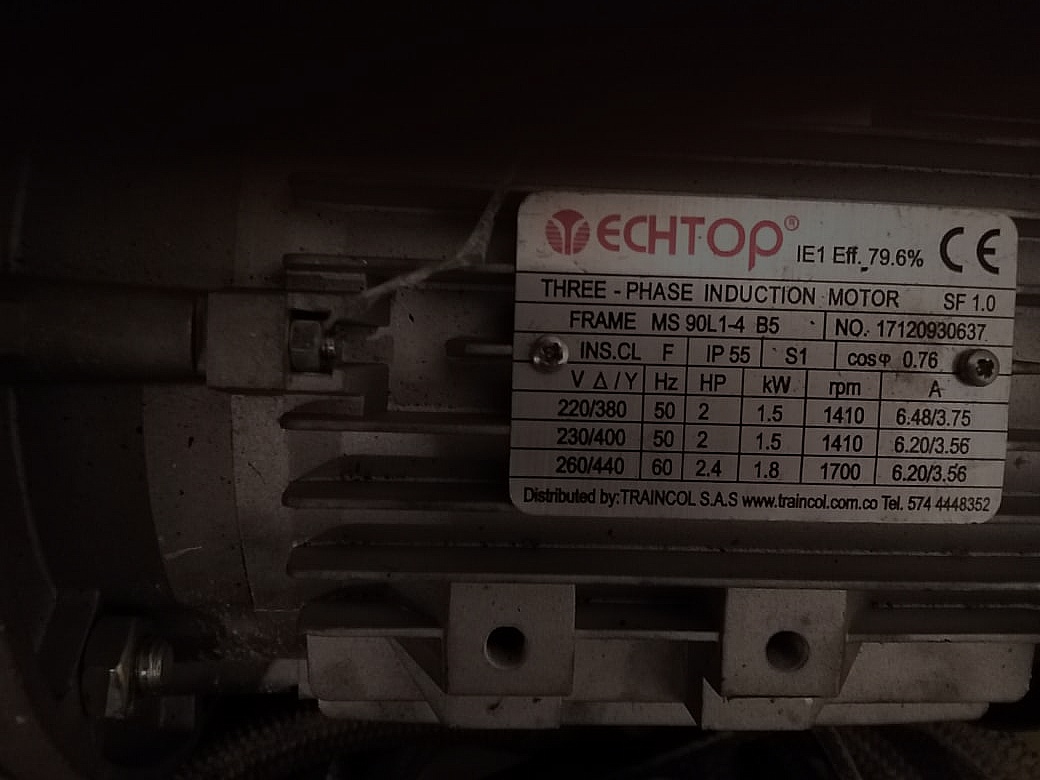 TECHTOP® IE1 Eff. 79.6% CE
THREE - PHASE INDUCTION MOTOR SF 1.0
FRAME MS 90L1-4 B5 NO. 17120930637
INS.CL F IP 55 S1 cosφ 0.76
V Δ/Y Hz HP kW rpm A
220/380 50 2 1.5 1410 6.48/3.75
230/400 50 2 1.5 1410 6.20/3.56
260/440 60 2.4 1.8 1700 6.20/3.56
Distributed by:TRAINCOL S.A.S www.traincol.com.co Tel. 574 4448352